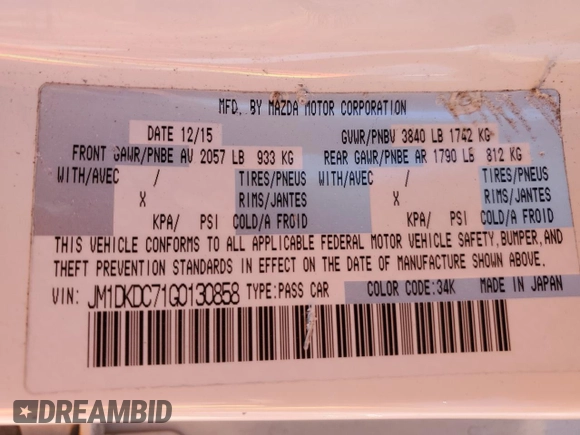 MFD. BY MAZDA MOTOR CORPORATION
DATE 12/15 GVWR/PNBV 3840 LB 1742 KG
FRONT GAWR/PNBE AV 2057 LB 933 KG REAR GAWR/PNBE AR 1790 LB 812 KG
WITH/AVEC / TIRES/PNEUS WITH/AVEC / TIRES/PNEUS
X RIMS/JANTES X RIMS/JANTES
KPA/ PSI COLD/A FROID KPA/ PSI COLD/A FROID
THIS VEHICLE CONFORMS TO ALL APPLICABLE FEDERAL MOTOR VEHICLE SAFETY, BUMPER, AND
THEFT PREVENTION STANDARDS IN EFFECT ON THE DATE OF MANUFACTURE SHOWN ABOVE.
VIN: JM1DKDC71G0130858 TYPE:PASS CAR COLOR CODE:34K MADE IN JAPAN
DREAMBID